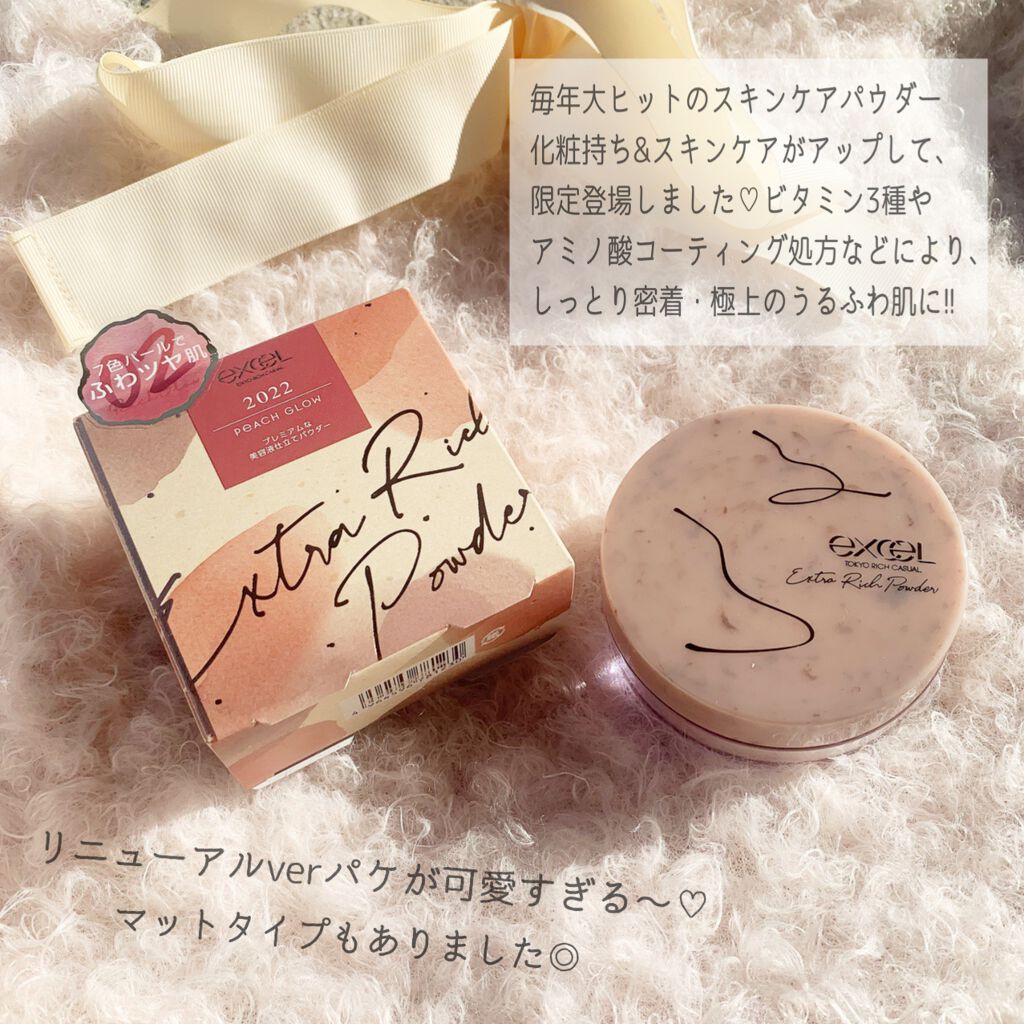 毎年大ヒットのスキンケアパウダー
化粧持ち&スキンケアがアップして、
限定登場しました♡ビタミン3種や
アミノ酸コーティング処方などにより、
しっとり密着・極上のうるふわ肌に!!
7色パールで
ふわツヤ肌
02
excel
TOKYO RICH CASUAL
2022
PEACH GLOW
プレミアムな
美容液仕立てパウダー
Extra Rich
Powder
excel
TOKYO RICH CASUAL
Extra Rich Powder
リニューアルverパケが可愛すぎる〜♡
マットタイプもありました◎